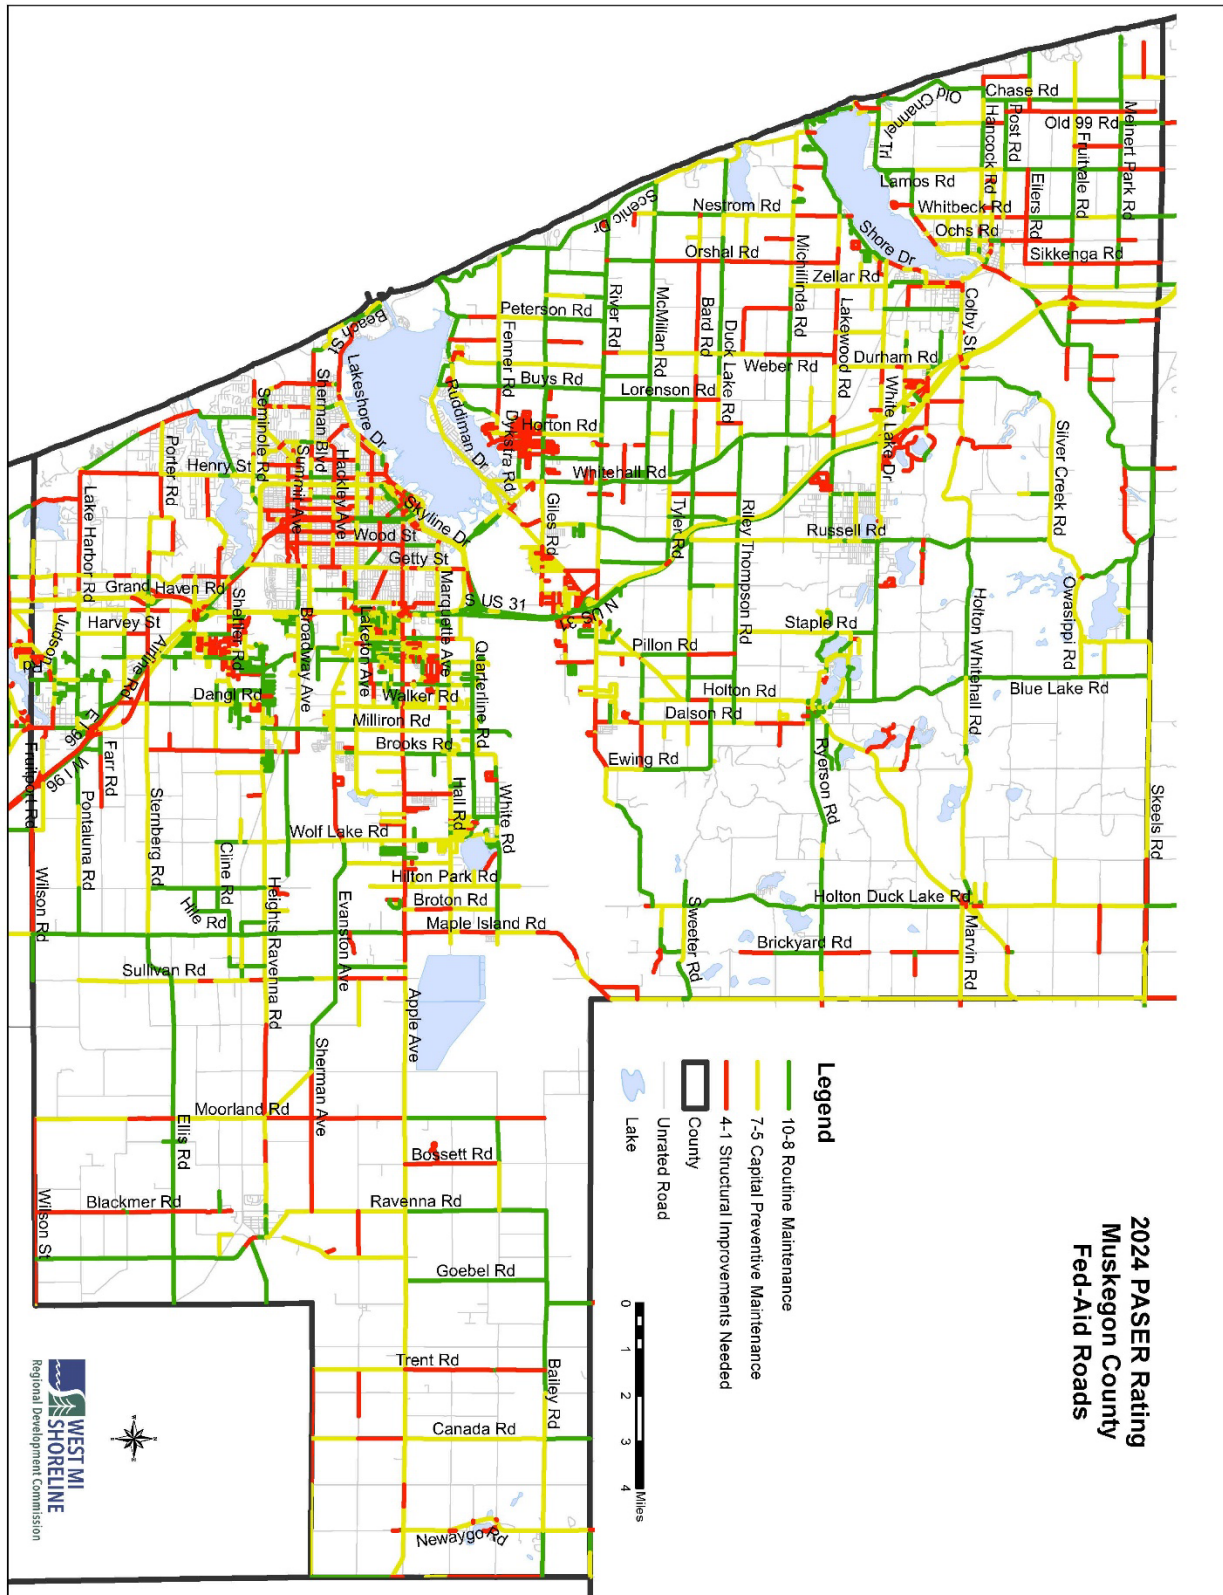 2024 PASER Rating
Muskegon County
Fed-Aid Roads
Legend
10-8 Routine Maintenance
7-5 Capital Preventive Maintenance
4-1 Structural Improvements Needed
County
Unrated Road
Lake
0 1 2 3 4
Miles
WEST MI
SHORELINE
Regional Development Commission
Meinert Park Rd
Chase Rd
Old 99 Rd
Fruitvale Rd
Post Rd
Hancock Rd
Eilers Rd
Old Channel Trl
Lamos Rd
Whitbeck Rd
Ochs Rd
Sikkenga Rd
Shore Dr
Zellar Rd
Colby St
Nestrom Rd
Scenic Dr
Orshal Rd
Michillinda Rd
Lakewood Rd
Durham Rd
White Lake Dr
Weber Rd
Duck Lake Rd
Bard Rd
McMillan Rd
River Rd
Lorenson Rd
Peterson Rd
Fenner Rd
Buys Rd
Horton Rd
Dykstra Rd
Ruddiman Dr
Whitehall Rd
Giles Rd
Tyler Rd
Riley Thompson Rd
Russell Rd
Silver Creek Rd
Owasippi Rd
Holton Whitehall Rd
Blue Lake Rd
Skeels Rd
Staple Rd
Pillon Rd
Holton Rd
Dalson Rd
Ewing Rd
Ryerson Rd
Holton Duck Lake Rd
Marvin Rd
Brickyard Rd
Sweeter Rd
N US 31
S US 31
Beach St
Lakeshore Dr
Sherman Blvd
Seminole Rd
Summit Ave
Hackley Ave
Henry St
Porter Rd
Skyline Dr
Wood St
Getty St
Lake Harbor Rd
Grand Haven Rd
Harvey St
Judson Rd
Airline Rd
Shettler Rd
Broadway Ave
Laketon Ave
Marquette Ave
Quarterline Rd
Walker Rd
Dangl Rd
Milliron Rd
Brooks Rd
E I 96
W I 96
Farr Rd
Fruitport Rd
Pontaluna Rd
Sternberg Rd
Wolf Lake Rd
Hall Rd
White Rd
Cline Rd
Hile Rd
Heights Ravenna Rd
Evanston Ave
Hilton Park Rd
Broton Rd
Maple Island Rd
Wilson Rd
Sullivan Rd
Apple Ave
Sherman Ave
Moorland Rd
Ellis Rd
Bossett Rd
Blackmer Rd
Ravenna Rd
Wilson St
Goebel Rd
Trent Rd
Bailey Rd
Canada Rd
Newaygo Rd